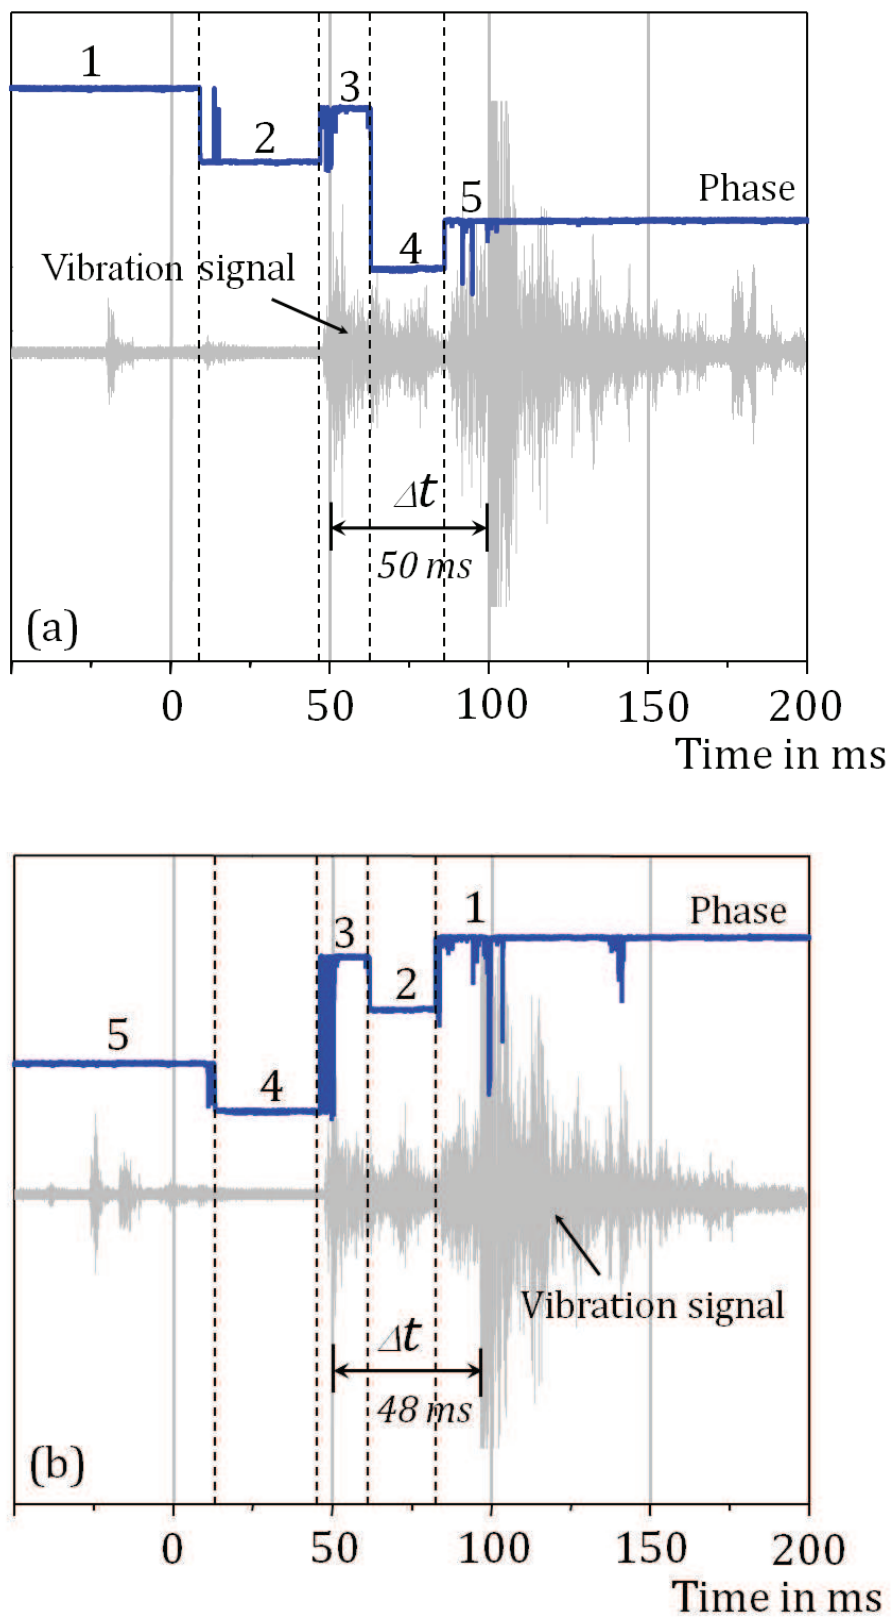 1
3
2
Phase
5
4
Vibration signal
Δt
50 ms
(a)
0 50 100 150 200
Time in ms
1
Phase
3
2
5
4
Vibration signal
Δt
48 ms
(b)
0 50 100 150 200
Time in ms